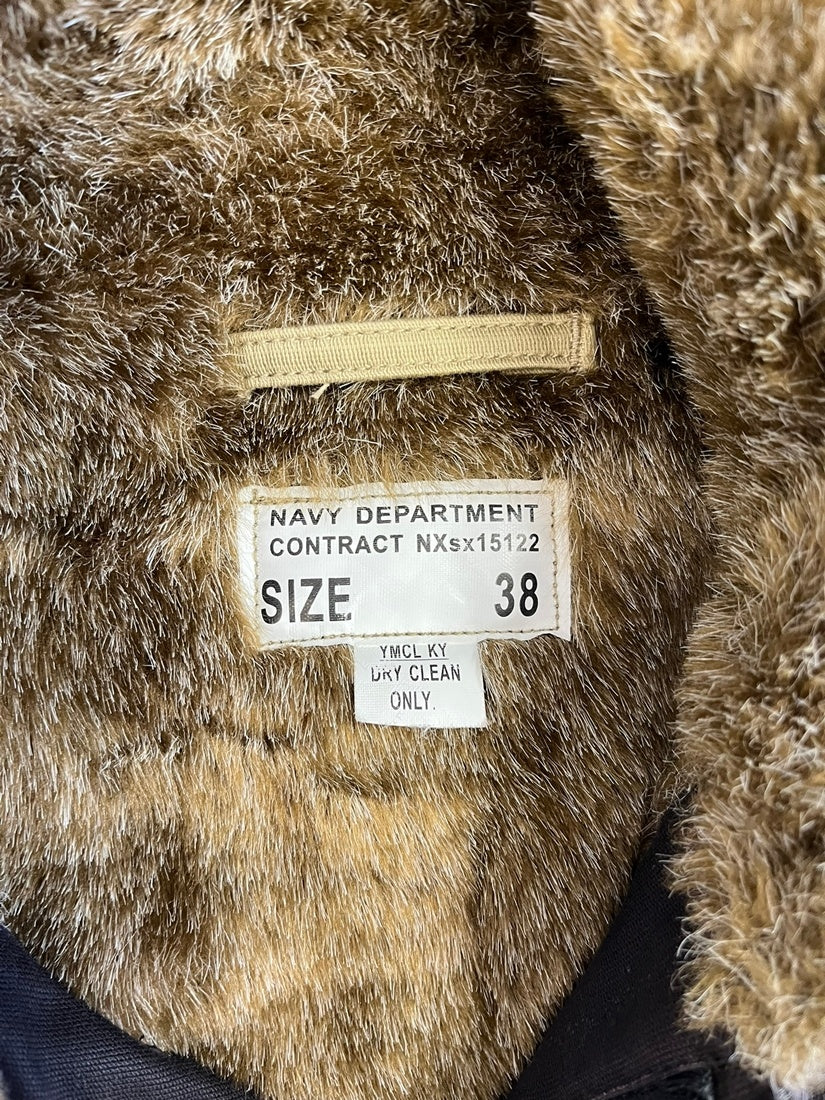 NAVY DEPARTMENT
CONTRACT NXsx15122
SIZE 38
YMCL KY
DRY CLEAN
ONLY.